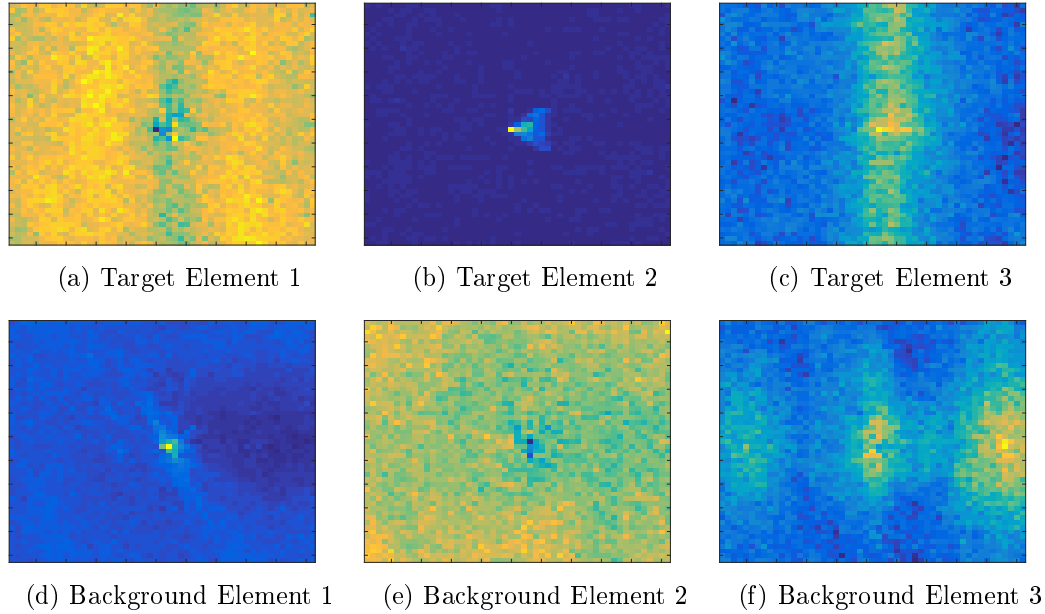 (a) Target Element 1
(b) Target Element 2
(c) Target Element 3
(d) Background Element 1
(e) Background Element 2
(f) Background Element 3